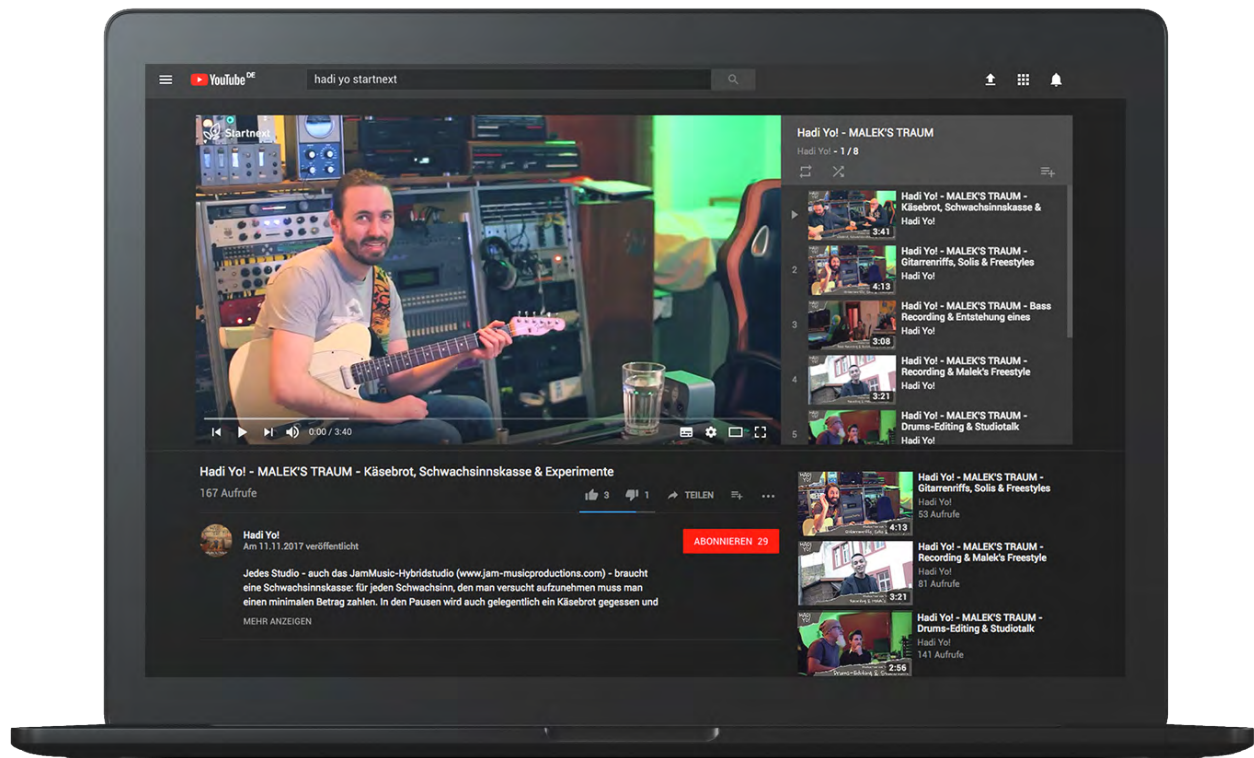 YouTube DE
hadi yo startnext
Startnext
0:00 / 3:40
Hadi Yo! - MALEK'S TRAUM
Hadi Yo! - 1 / 8
Hadi Yo! - MALEK'S TRAUM -
Käsebrot, Schwachsinnskasse &
Hadi Yo!
3:41
2
Hadi Yo! - MALEK'S TRAUM -
Gitarrenriffs, Solis & Freestyles
Hadi Yo!
4:13
3
Hadi Yo! - MALEK'S TRAUM - Bass
Recording & Entstehung eines
Hadi Yo!
3:08
4
Hadi Yo! - MALEK'S TRAUM -
Recording & Malek's Freestyle
Hadi Yo!
3:21
5
Hadi Yo! - MALEK'S TRAUM -
Drums-Editing & Studiotalk
Hadi Yo!
Hadi Yo! - MALEK'S TRAUM - Käsebrot, Schwachsinnskasse & Experimente
167 Aufrufe
3 1 TEILEN
Hadi Yo!
Am 11.11.2017 veröffentlicht
ABONNIEREN 29
Jedes Studio - auch das JamMusic-Hybridstudio (www.jam-musicproductions.com) - braucht
eine Schwachsinnskasse: für jeden Schwachsinn, den man versucht aufzunehmen muss man
einen minimalen Betrag zahlen. In den Pausen wird auch gelegentlich ein Käsebrot gegessen und
MEHR ANZEIGEN
Hadi Yo! - MALEK'S TRAUM -
Gitarrenriffs, Solis & Freestyles
Hadi Yo!
53 Aufrufe
4:13
Hadi Yo! - MALEK'S TRAUM -
Recording & Malek's Freestyle
Hadi Yo!
81 Aufrufe
3:21
Hadi Yo! - MALEK'S TRAUM -
Drums-Editing & Studiotalk
Hadi Yo!
141 Aufrufe
2:56